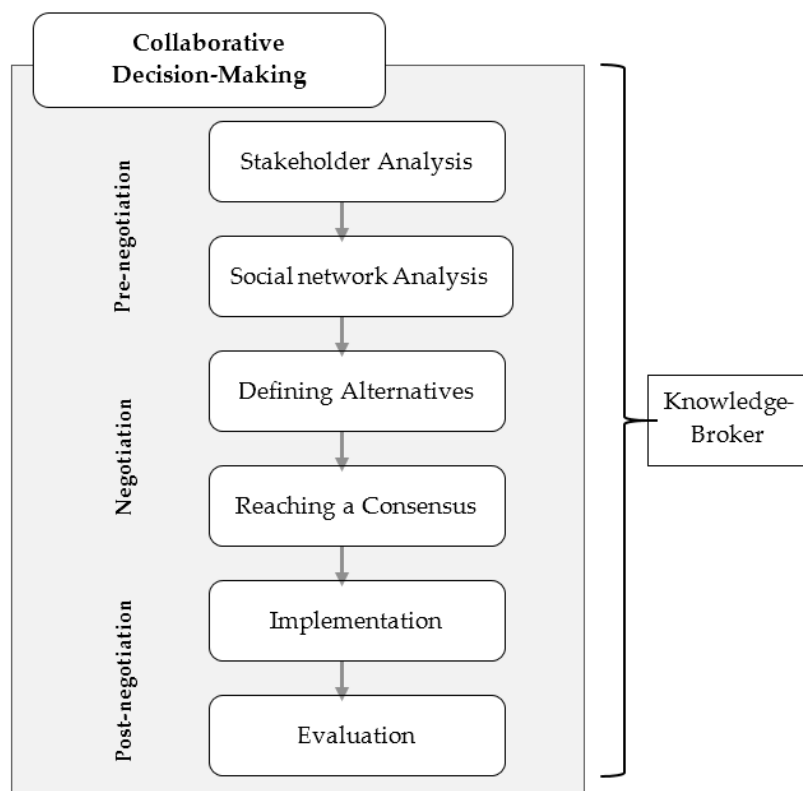 Collaborative
Decision-Making
Pre-negotiation
Stakeholder Analysis
Social network Analysis
Negotiation
Defining Alternatives
Reaching a Consensus
Post-negotiation
Implementation
Evaluation
Knowledge-
Broker